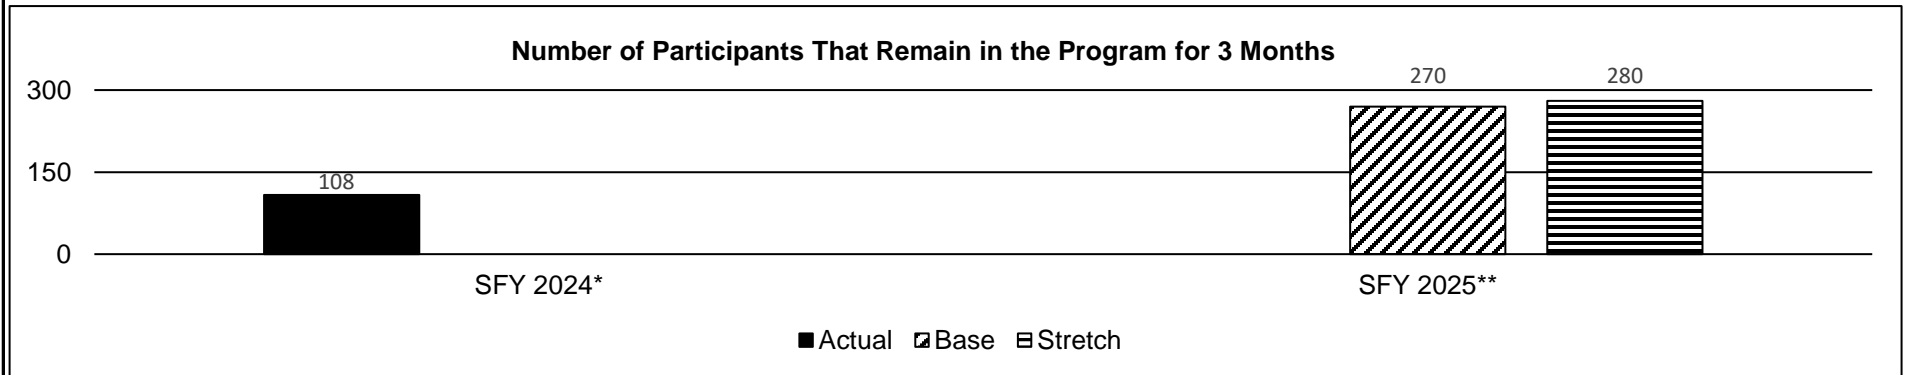 Number of Participants That Remain in the Program for 3 Months
270 280
300
150
108
0
SFY 2024* SFY 2025**
Actual Base Stretch